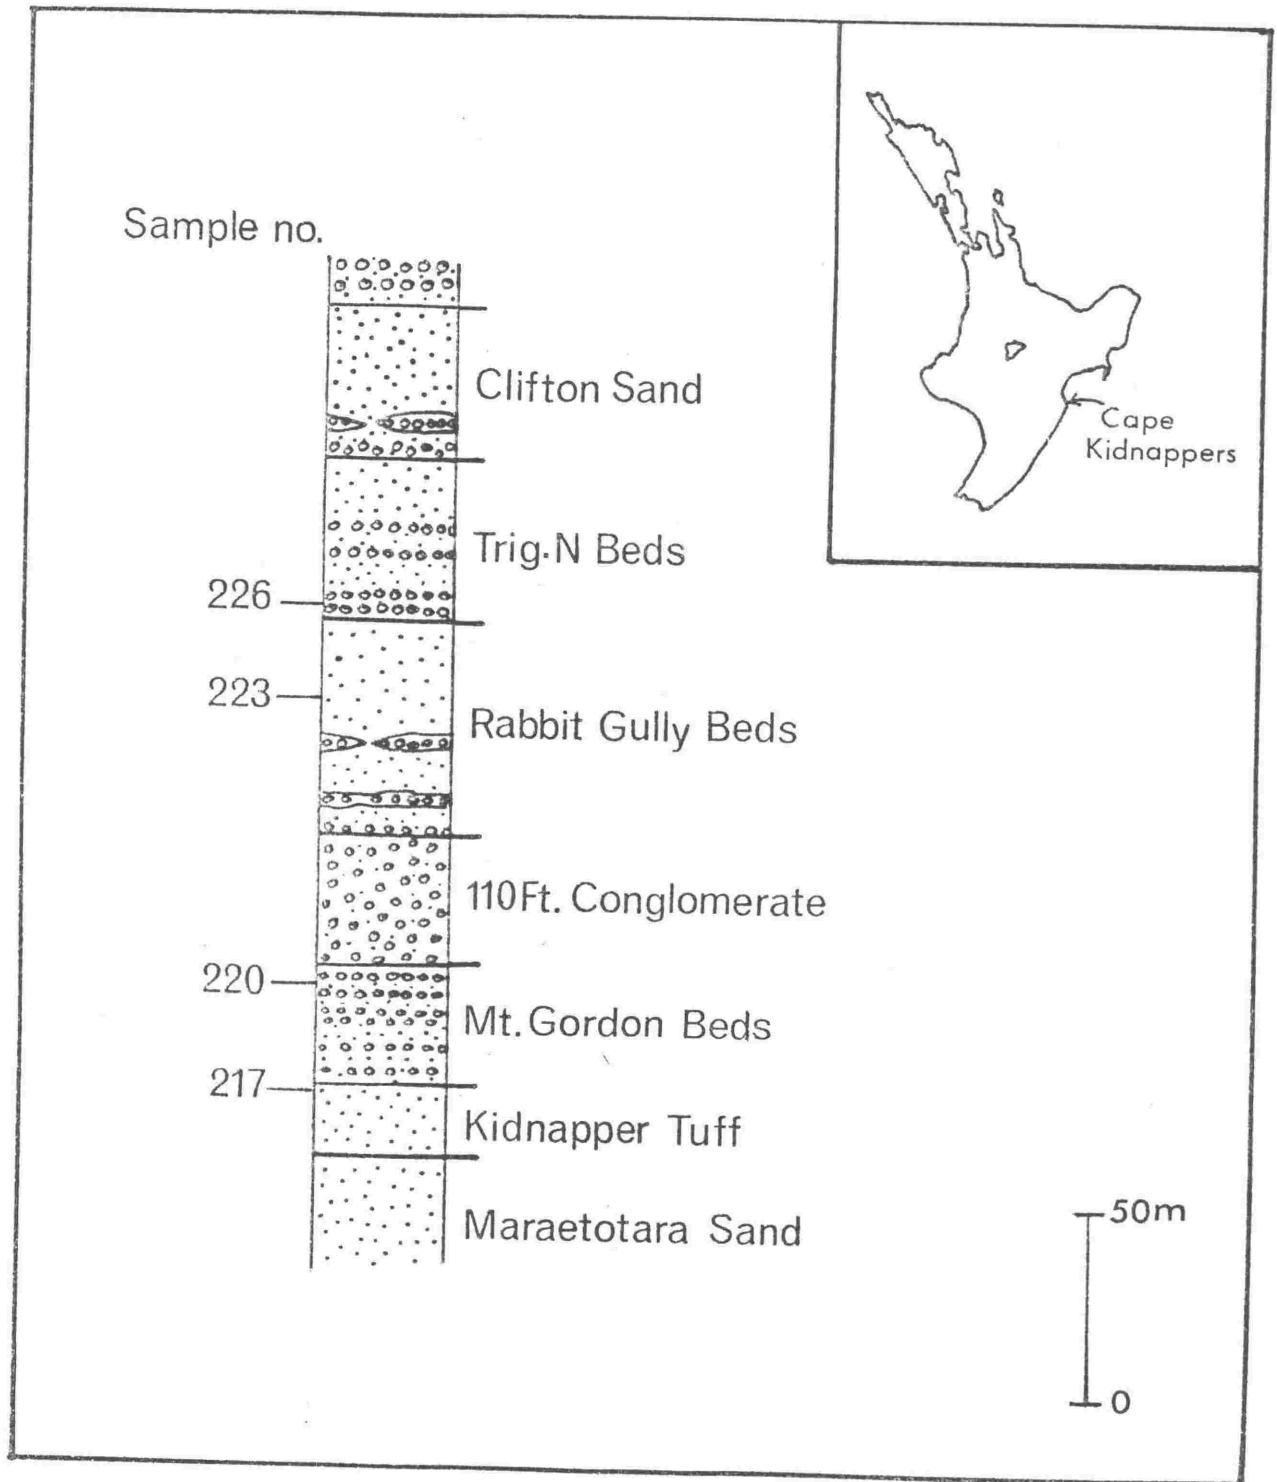 Sample no.
Clifton Sand
Trig.N Beds
226
223
Rabbit Gully Beds
110Ft. Conglomerate
220
Mt. Gordon Beds
217
Kidnapper Tuff
Maraetotara Sand
50m
0
Cape
Kidnappers